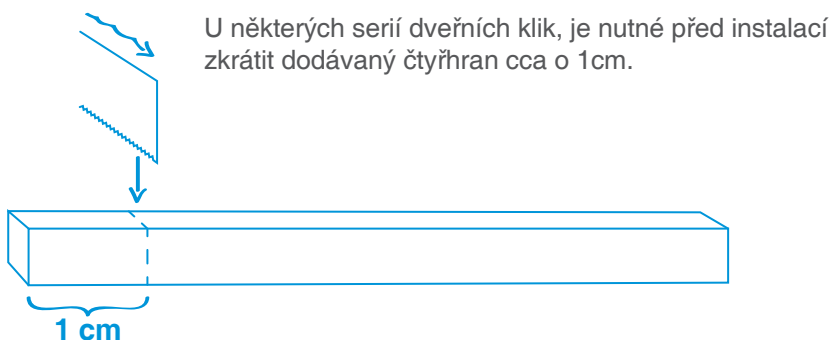 U některých serií dveřních klik, je nutné před instalací
zkrátit dodávaný čtyřhran cca o 1cm.
1 cm